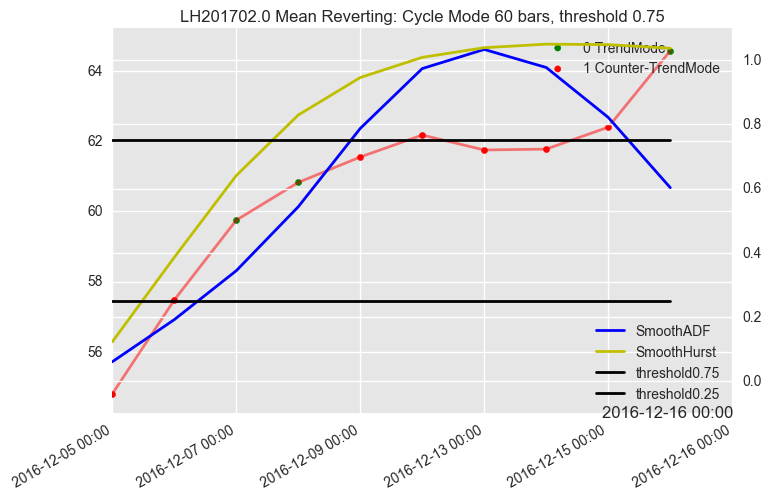 LH201702.0 Mean Reverting: Cycle Mode 60 bars, threshold 0.75
0 TrendMode
1 Counter-TrendMode
64
62
60
58
56
1.0
0.8
0.6
0.4
0.2
0.0
SmoothADF
SmoothHurst
threshold0.75
threshold0.25
2016-12-16 00:00
2016-12-05 00:00
2016-12-07 00:00
2016-12-09 00:00
2016-12-13 00:00
2016-12-15 00:00
2016-12-16 00:00